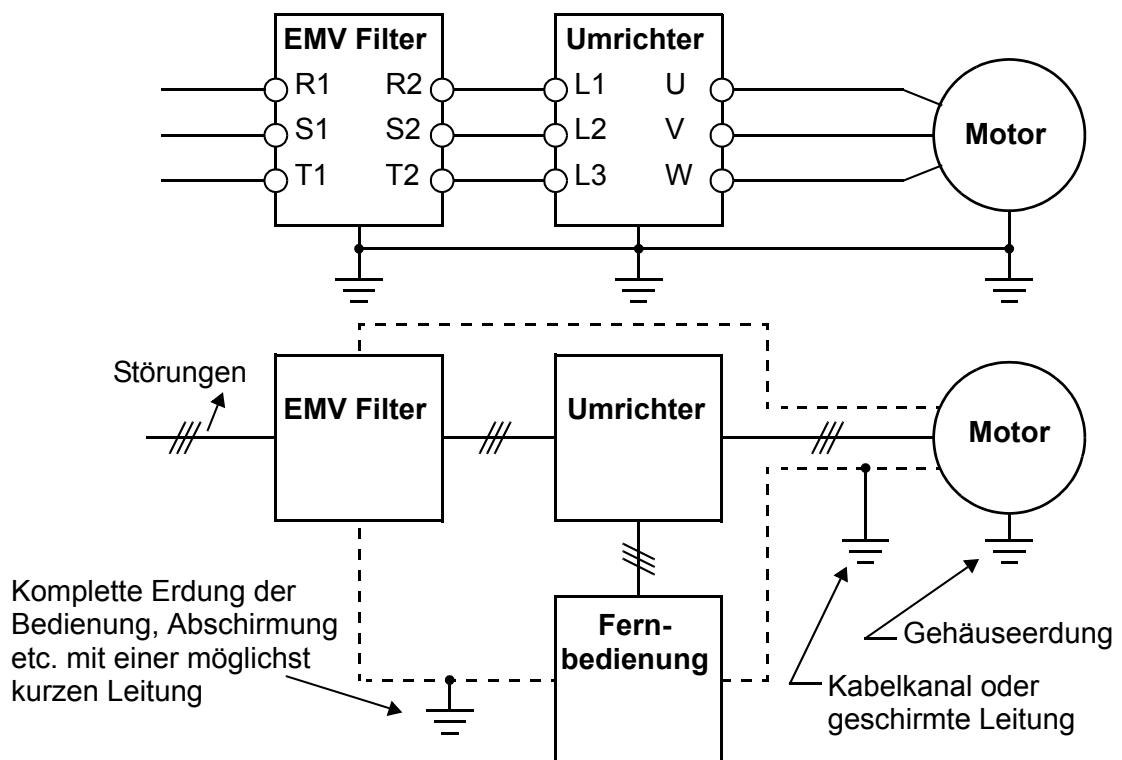 EMV Filter
Umrichter
R1 R2 L1 U
S1 S2 L2 V
T1 T2 L3 W
Motor
Störungen
EMV Filter
Umrichter
Motor
Komplette Erdung der
Bedienung, Abschirmung
etc. mit einer möglichst
kurzen Leitung
Fern-
bedienung
Gehäuseerdung
Kabelkanal oder
geschirmte Leitung